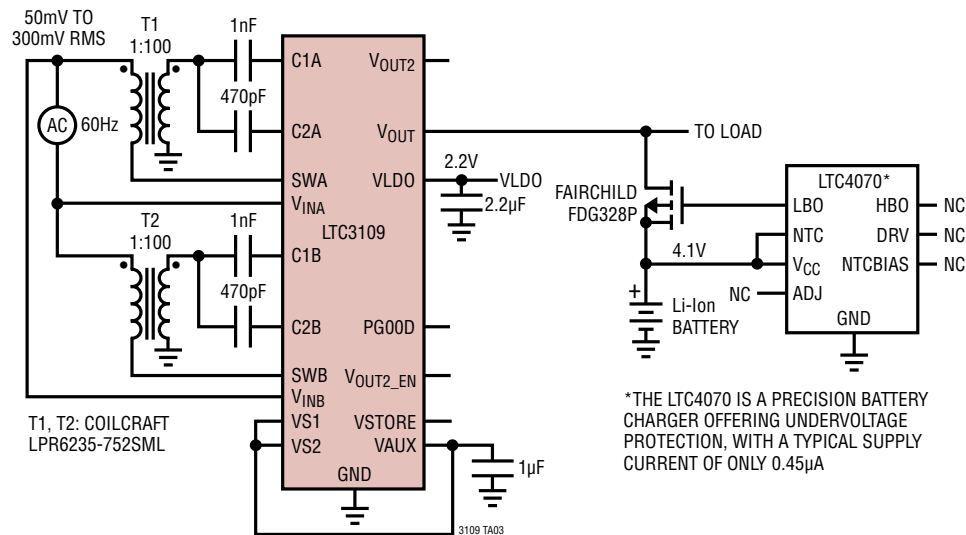 50mV TO
300mV RMS
T1
1:100
1nF
470pF
AC
60Hz
T2
1:100
1nF
470pF
T1, T2: COILCRAFT
LPR6235-752SML
C1A
C2A
SWA
VINA
LTC3109
C1B
C2B
SWB
VINB
VS1
VS2
GND
VOUT2
VOUT
VLDO
PG00D
VOUT2_EN
VSTORE
VAUX
2.2V
VLDO
2.2µF
1µF
3109 TA03
TO LOAD
FAIRCHILD
FDG328P
4.1V
+
Li-Ion
BATTERY
LTC4070*
LBO
NTC
VCC
NC
ADJ
HBO
NC
DRV
NC
NTCBIAS
NC
GND
*THE LTC4070 IS A PRECISION BATTERY
CHARGER OFFERING UNDERVOLTAGE
PROTECTION, WITH A TYPICAL SUPPLY
CURRENT OF ONLY 0.45µA